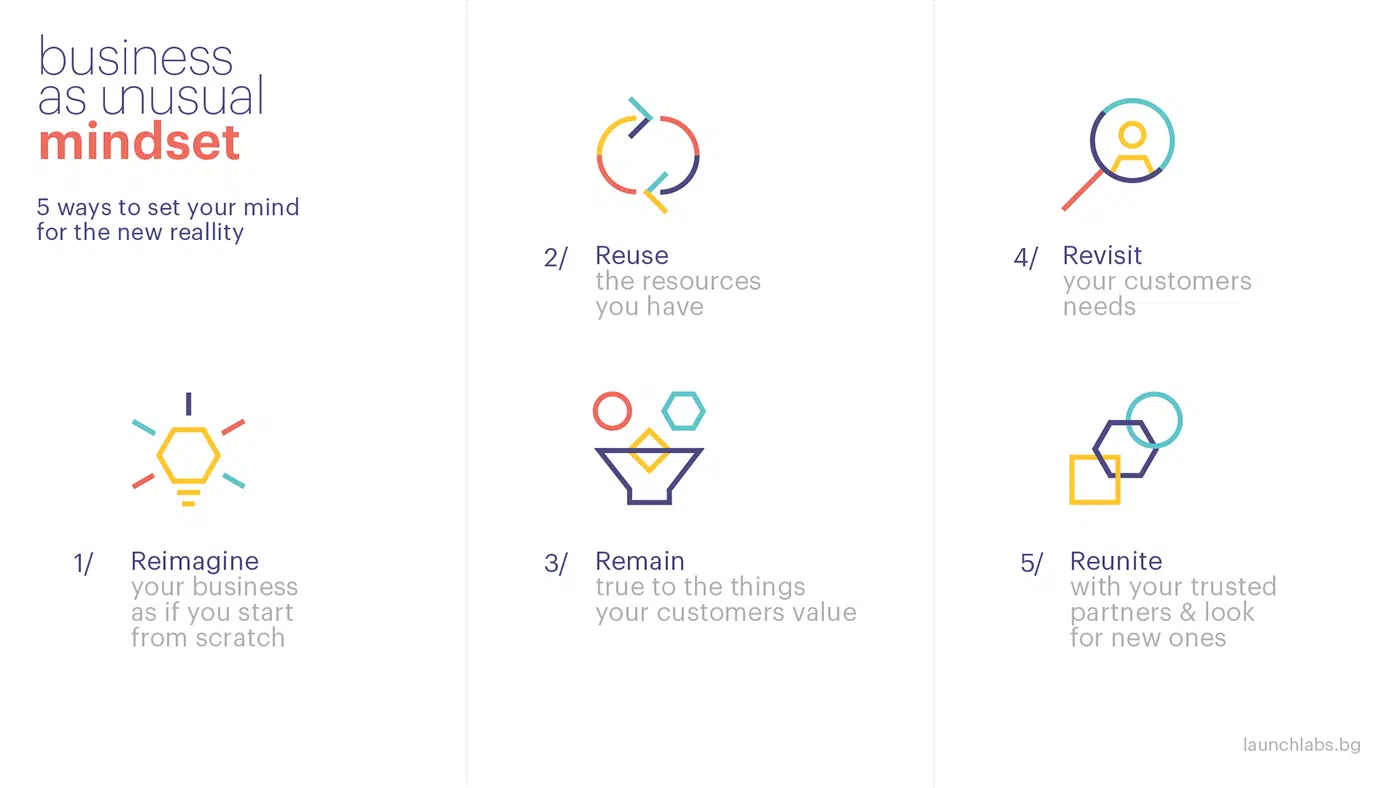 business
as unusual
mindset
5 ways to set your mind
for the new reallity
1/ Reimagine
your business
as if you start
from scratch
2/ Reuse
the resources
you have
3/ Remain
true to the things
your customers value
4/ Revisit
your customers
needs
5/ Reunite
with your trusted
partners & look
for new ones
launchlabs.bg